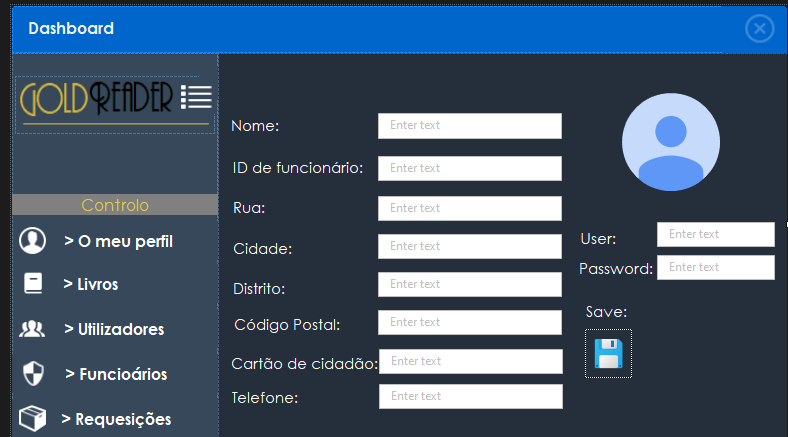 Dashboard
GOLDREADER
Controlo
> O meu perfil
> Livros
> Utilizadores
> Funcioários
> Requesições
Nome: Enter text
ID de funcionário: Enter text
Rua: Enter text
Cidade: Enter text
Distrito: Enter text
Código Postal: Enter text
Cartão de cidadão: Enter text
Telefone: Enter text
User: Enter text
Password: Enter text
Save: